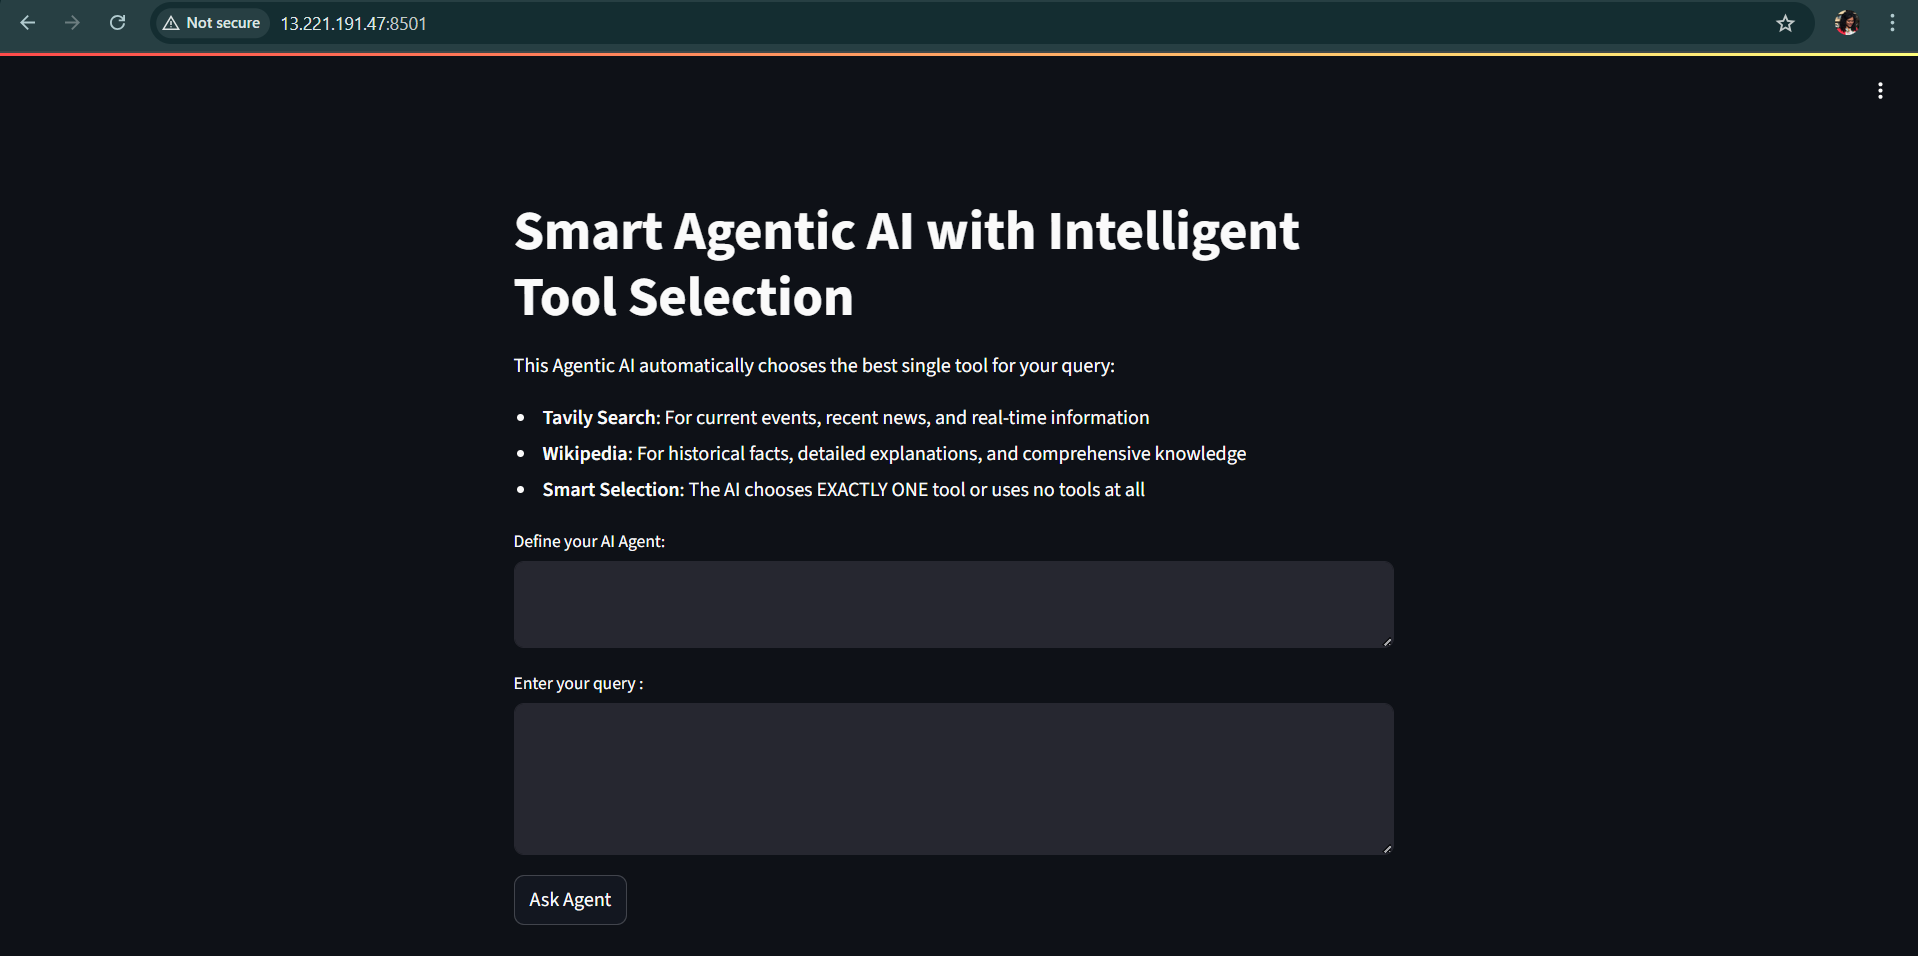 Not secure 13.221.191.47:8501
Smart Agentic AI with Intelligent
Tool Selection
This Agentic AI automatically chooses the best single tool for your query:
• Tavily Search: For current events, recent news, and real-time information
• Wikipedia: For historical facts, detailed explanations, and comprehensive knowledge
• Smart Selection: The AI chooses EXACTLY ONE tool or uses no tools at all
Define your AI Agent:
Enter your query :
Ask Agent